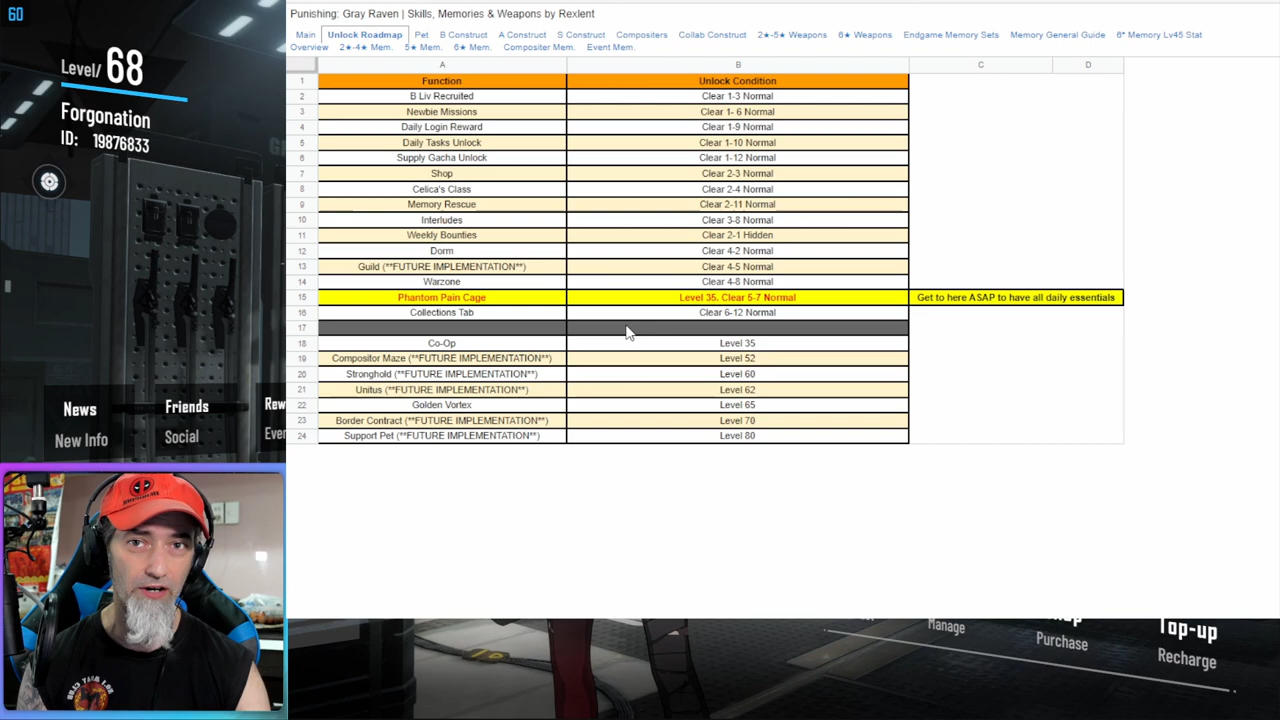 60
Level/ 68
Forgonation
ID: 19876833
News
New Info
Friends
Social
Rew
Even
Punishing: Gray Raven | Skills, Memories & Weapons by Rexlent
Main Unlock Roadmap Pet B Construct A Construct S Construct Compositers Collab Construct 2★-5★ Weapons 6★ Weapons Endgame Memory Sets Memory General Guide 6* Memory Lv45 Stat
Overview 2★-4★ Mem. 5★ Mem. 6★ Mem. Compositer Mem. Event Mem.
A B C D
1 Function Unlock Condition
2 B Liv Recruited Clear 1-3 Normal
3 Newbie Missions Clear 1- 6 Normal
4 Daily Login Reward Clear 1-9 Normal
5 Daily Tasks Unlock Clear 1-10 Normal
6 Supply Gacha Unlock Clear 1-12 Normal
7 Shop Clear 2-3 Normal
8 Celica's Class Clear 2-4 Normal
9 Memory Rescue Clear 2-11 Normal
10 Interludes Clear 3-8 Normal
11 Weekly Bounties Clear 2-1 Hidden
12 Dorm Clear 4-2 Normal
13 Guild (**FUTURE IMPLEMENTATION**) Clear 4-5 Normal
14 Warzone Clear 4-8 Normal
15 Phantom Pain Cage Level 35. Clear 5-7 Normal Get to here ASAP to have all daily essentials
16 Collections Tab Clear 6-12 Normal
17
18 Co-Op Level 35
19 Compositor Maze (**FUTURE IMPLEMENTATION**) Level 52
20 Stronghold (**FUTURE IMPLEMENTATION**) Level 60
21 Unitus (**FUTURE IMPLEMENTATION**) Level 62
22 Golden Vortex Level 65
23 Border Contract (**FUTURE IMPLEMENTATION**) Level 70
24 Support Pet (**FUTURE IMPLEMENTATION**) Level 80
Manage
Purchase
Top-up
Recharge